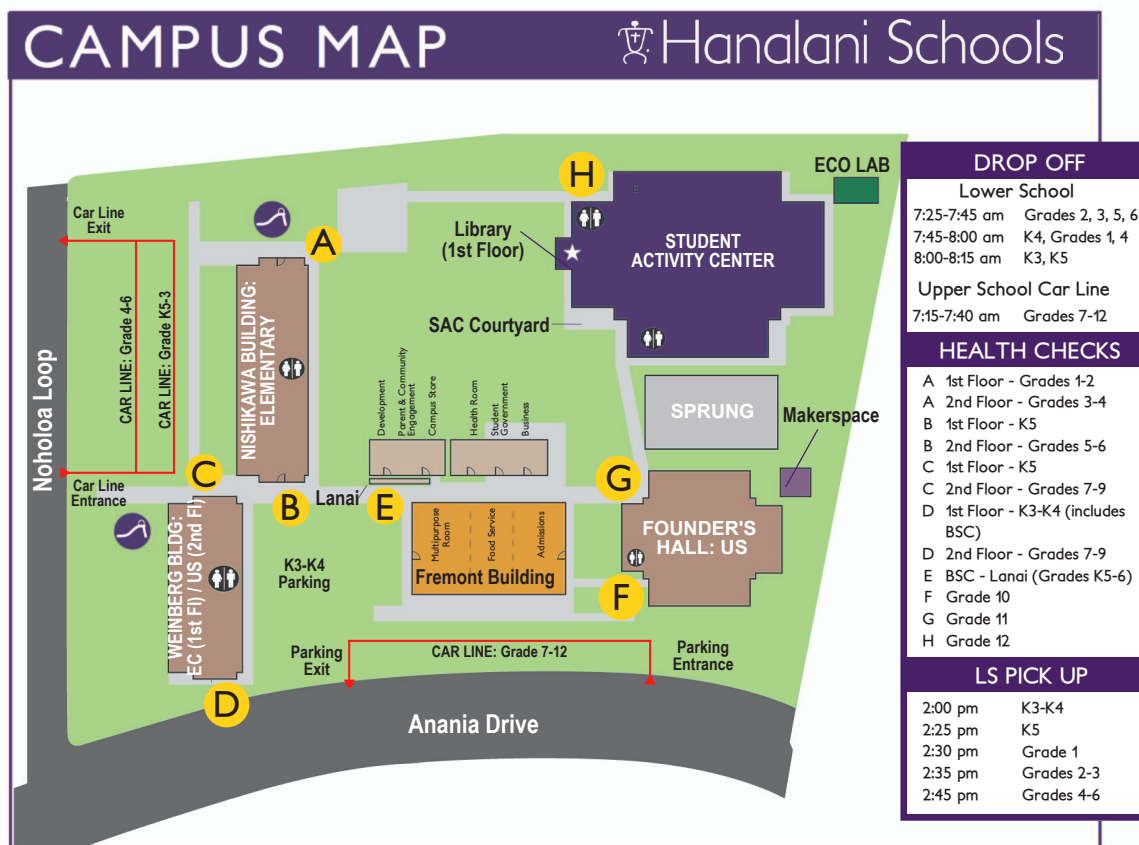 CAMPUS MAP
Hanalani Schools
ECO LAB
H
Car Line
Exit
A
Library
(1st Floor)
STUDENT
ACTIVITY CENTER
SAC Courtyard
Noholoa Loop
CAR LINE: Grade 4-6
CAR LINE: Grade K5-3
NISHIKAWA BUILDING:
ELEMENTARY
Development
Parent & Community
Engagement
Campus Store
Health Room
Student
Government
Business
SPRUNG
Makerspace
Car Line
Entrance
C
B
Lanai
E
G
WEINBERG BLDG:
EC (1st Fl) / US (2nd Fl)
K3-K4
Parking
Multipurpose
Room
Food Service
Admissions
Fremont Building
FOUNDER'S
HALL: US
F
D
Parking
Exit
CAR LINE: Grade 7-12
Parking
Entrance
Anania Drive
DROP OFF
Lower School
7:25-7:45 am Grades 2, 3, 5, 6
7:45-8:00 am K4, Grades 1, 4
8:00-8:15 am K3, K5
Upper School Car Line
7:15-7:40 am Grades 7-12
HEALTH CHECKS
A 1st Floor - Grades 1-2
A 2nd Floor - Grades 3-4
B 1st Floor - K5
B 2nd Floor - Grades 5-6
C 1st Floor - K5
C 2nd Floor - Grades 7-9
D 1st Floor - K3-K4 (includes
BSC)
D 2nd Floor - Grades 7-9
E BSC - Lanai (Grades K5-6)
F Grade 10
G Grade 11
H Grade 12
LS PICK UP
2:00 pm K3-K4
2:25 pm K5
2:30 pm Grade 1
2:35 pm Grades 2-3
2:45 pm Grades 4-6